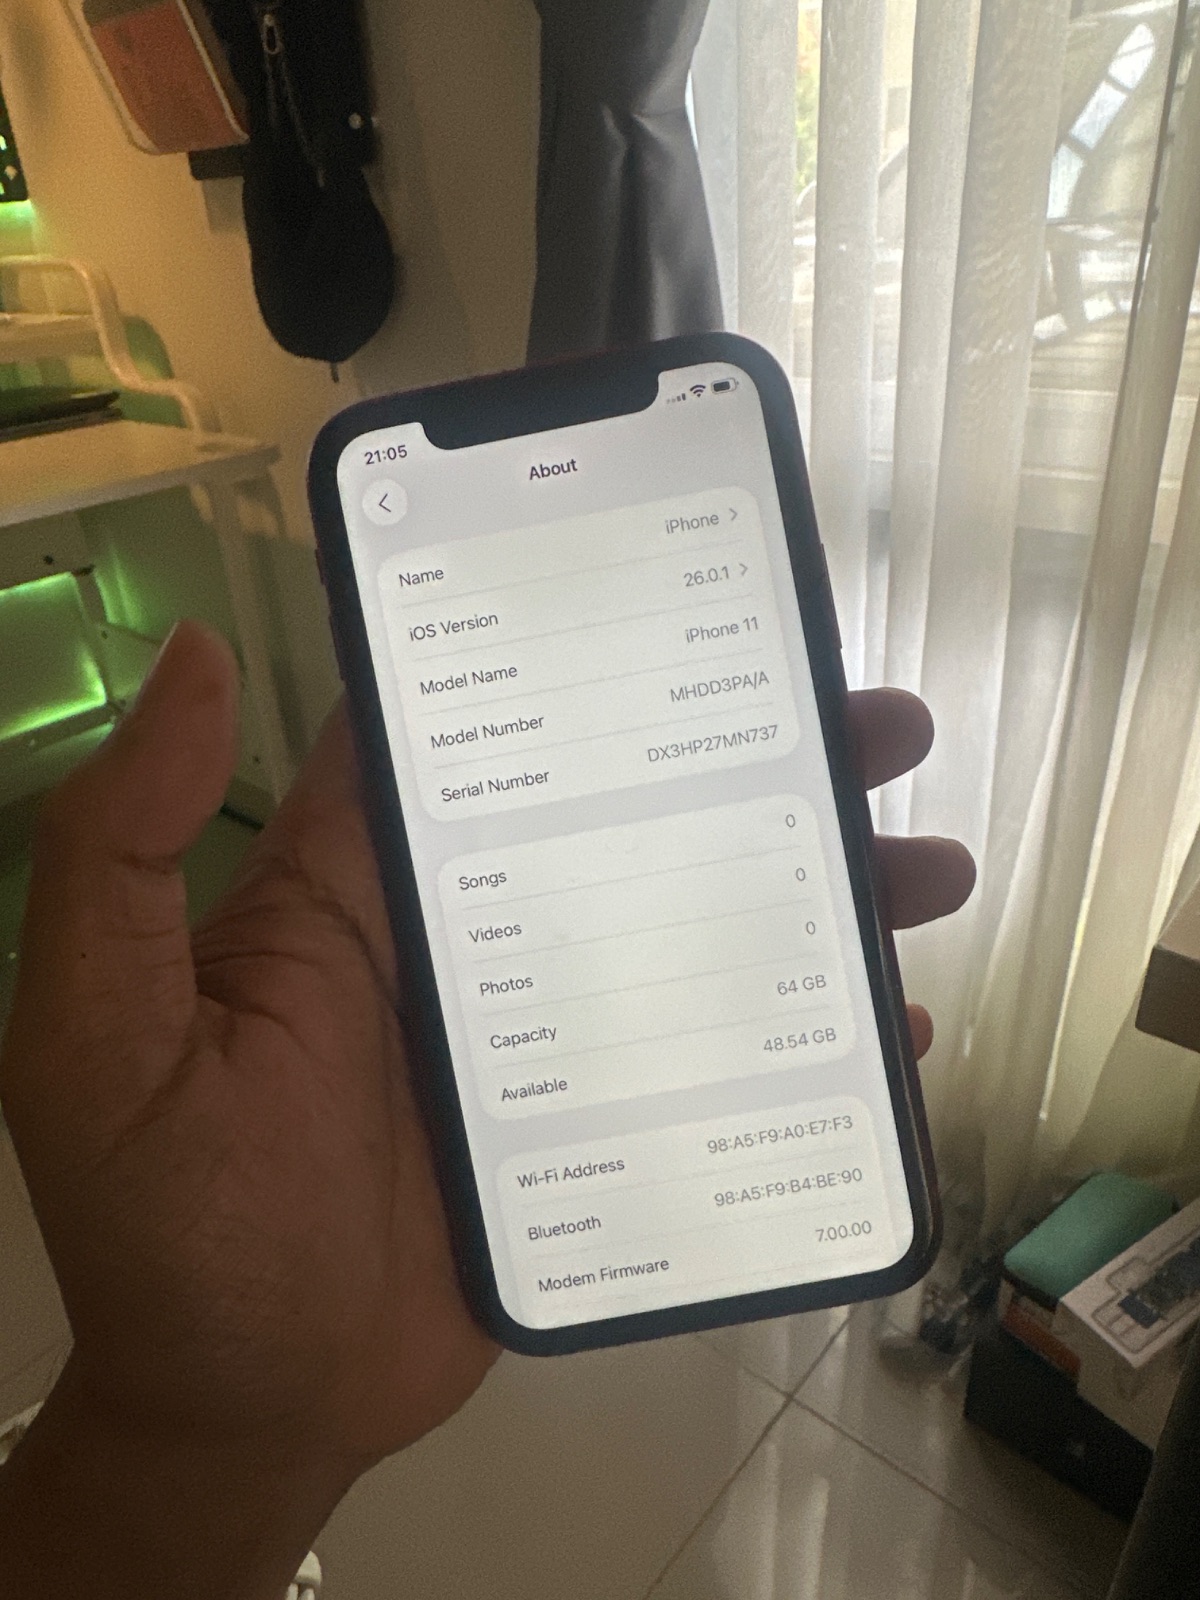 21:05
About
Name iPhone
iOS Version 26.0.1
Model Name iPhone 11
Model Number MHDD3PA/A
Serial Number DX3HP27MN737
Songs 0
Videos 0
Photos 0
Capacity 64 GB
Available 48.54 GB
Wi-Fi Address 98:A5:F9:A0:E7:F3
Bluetooth 98:A5:F9:B4:BE:90
Modem Firmware 7.00.00